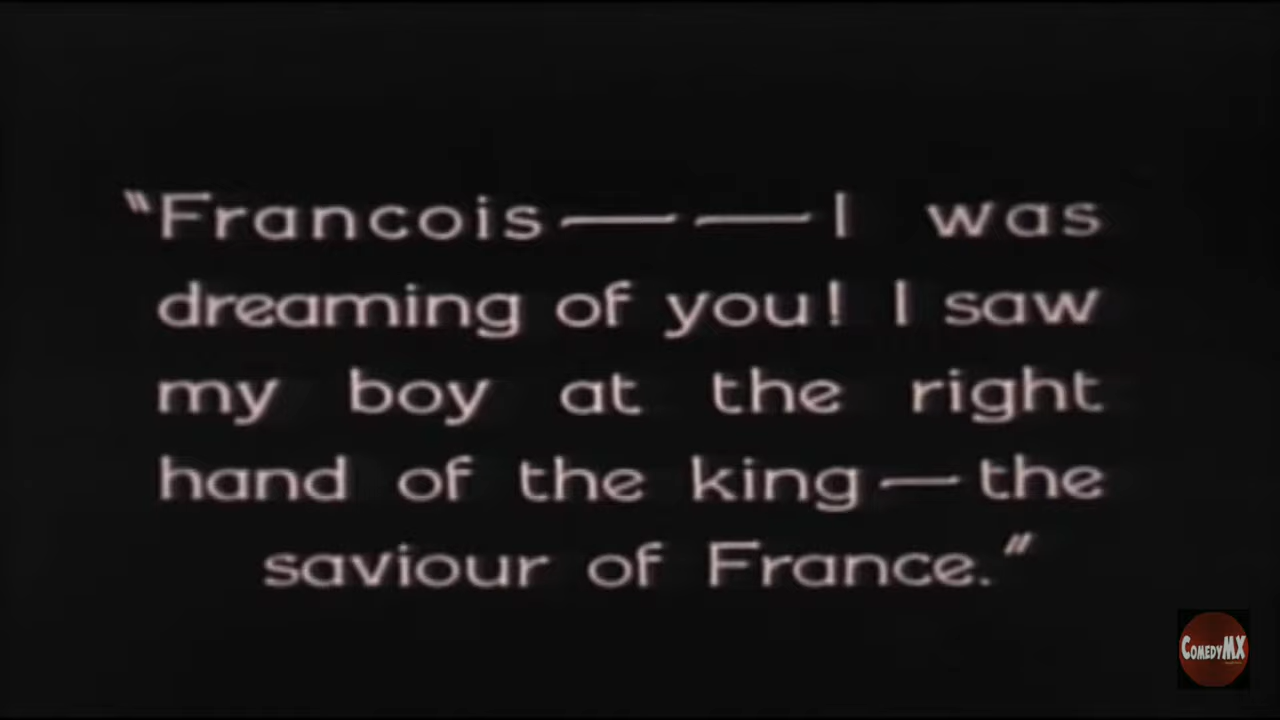 "Francois — — I was
dreaming of you! I saw
my boy at the right
hand of the king — the
saviour of France."
COMEDYMX